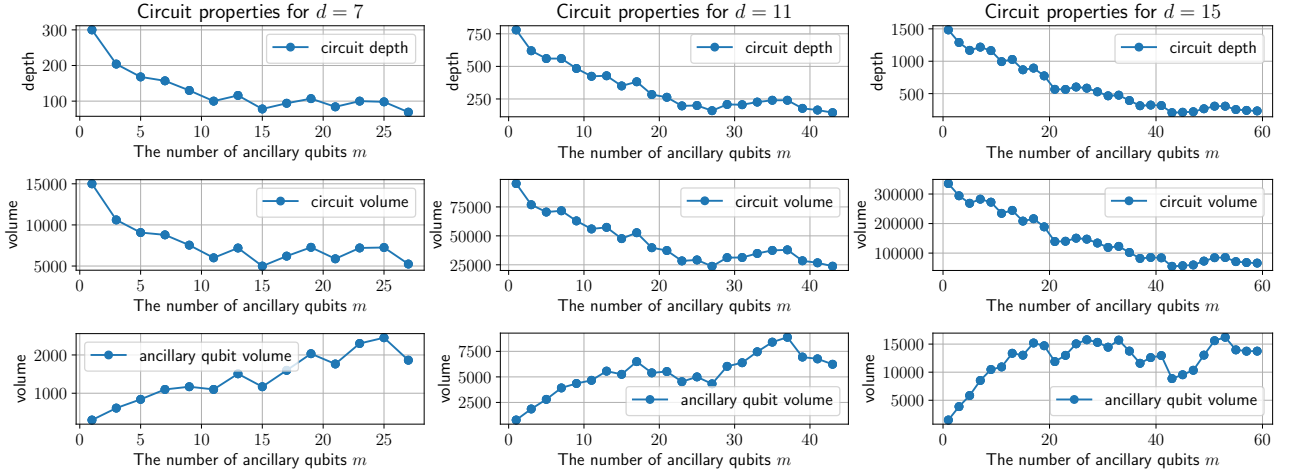 Circuit properties for d = 7
300
200
100
depth
circuit depth
0 5 10 15 20 25
The number of ancillary qubits m
15000
10000
5000
volume
circuit volume
0 5 10 15 20 25
The number of ancillary qubits m
2000
1000
volume
ancillary qubit volume
0 5 10 15 20 25
The number of ancillary qubits m
Circuit properties for d = 11
750
500
250
depth
circuit depth
0 10 20 30 40
The number of ancillary qubits m
75000
50000
25000
volume
circuit volume
0 10 20 30 40
The number of ancillary qubits m
7500
5000
2500
volume
ancillary qubit volume
0 10 20 30 40
The number of ancillary qubits m
Circuit properties for d = 15
1500
1000
500
depth
circuit depth
0 20 40 60
The number of ancillary qubits m
300000
200000
100000
volume
circuit volume
0 20 40 60
The number of ancillary qubits m
15000
10000
5000
volume
ancillary qubit volume
0 20 40 60
The number of ancillary qubits m